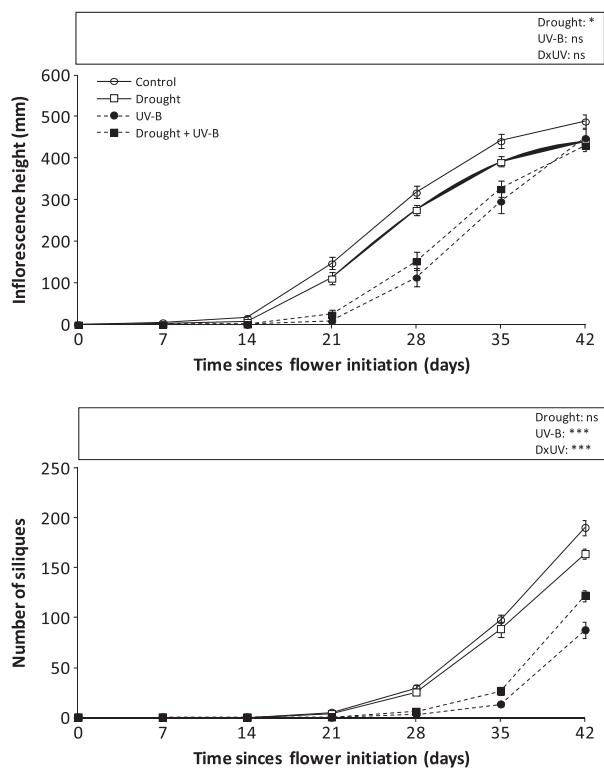 Drought: *
UV-B: ns
DxUV: ns
600
500
400
300
200
100
0
Inflorescence height (mm)
Control
Drought
UV-B
Drought + UV-B
0 7 14 21 28 35 42
Time sinces flower initiation (days)
Drought: ns
UV-B: ***
DxUV: ***
250
200
150
100
50
0
Number of siliques
0 7 14 21 28 35 42
Time sinces flower initiation (days)